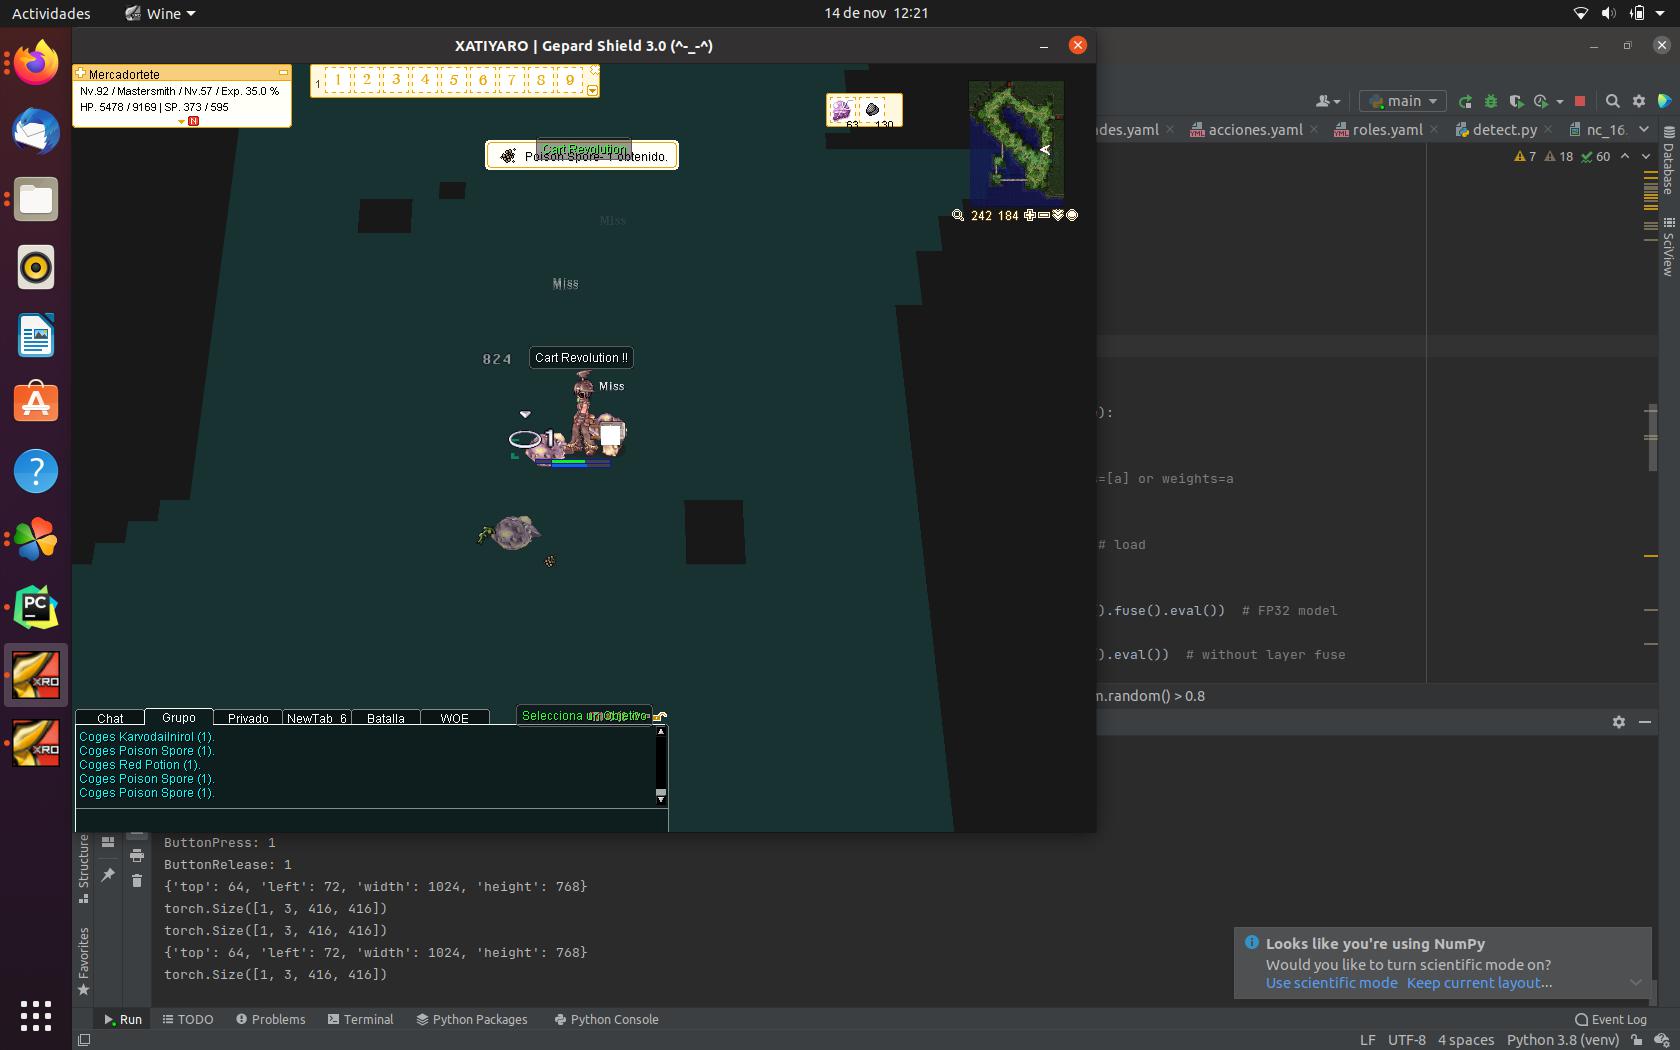 Actividades
Wine
14 de nov 12:21
XATIYARO | Gepard Shield 3.0 (^-_-^)
Mercadortete
Nv.92 / Mastersmith / Nv.57 / Exp. 35.0 %
HP. 5478 / 9169 | SP. 373 / 595
N
1 1 2 3 4 5 6 7 8 9
63 130
Cart Revolution
Poison Spore- 1 obtenido.
242 184
Miss
Miss
824
Cart Revolution !!
Miss
1
main
ades.yaml
acciones.yaml
roles.yaml
detect.py
nc_16.
7 18 60
Database
SciView
):
=[a] or weights=a
# load
).fuse().eval()) # FP32 model
).eval()) # without layer fuse
m.random() > 0.8
PC
XRO
XRO
Chat
Grupo
Privado
NewTab_6
Batalla
WOE
Selecciona un objetivo
Coges Karvodailnirol (1).
Coges Poison Spore (1).
Coges Red Potion (1).
Coges Poison Spore (1).
Coges Poison Spore (1).
Structure
Favorites
ButtonPress: 1
ButtonRelease: 1
{'top': 64, 'left': 72, 'width': 1024, 'height': 768}
torch.Size([1, 3, 416, 416])
torch.Size([1, 3, 416, 416])
{'top': 64, 'left': 72, 'width': 1024, 'height': 768}
torch.Size([1, 3, 416, 416])
Looks like you're using NumPy
Would you like to turn scientific mode on?
Use scientific mode Keep current layout...
Run
TODO
Problems
Terminal
Python Packages
Python Console
Event Log
LF UTF-8 4 spaces Python 3.8 (venv)